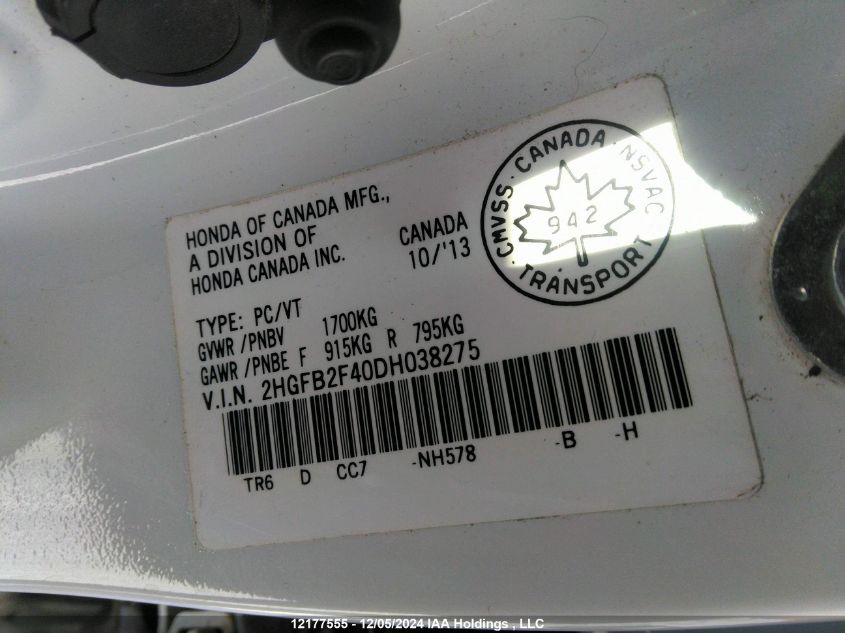 HONDA OF CANADA MFG.,
A DIVISION OF
HONDA CANADA INC.
CANADA
10/'13
·CMVSS·CANADA·NSVAC·
942
TRANSPORT
TYPE: PC/VT
GVWR/PNBV 1700KG
GAWR/PNBE F 915KG R 795KG
V.I.N. 2HGFB2F40DH038275
TR6 D CC7 -NH578 -B -H
12177555 - 12/05/2024 IAA Holdings , LLC